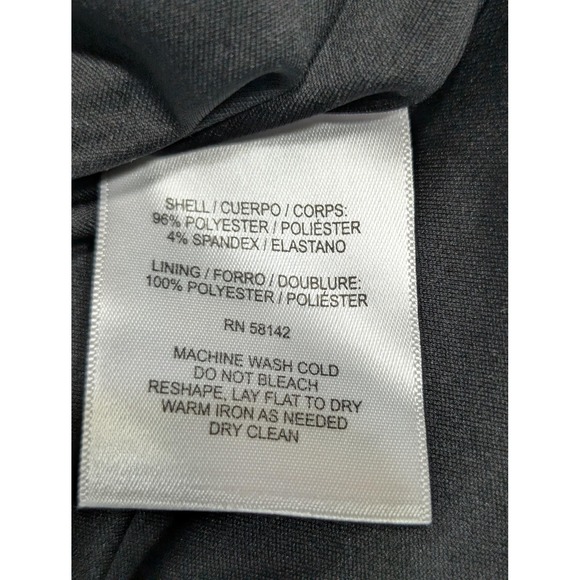 SHELL / CUERPO / CORPS:
96% POLYESTER / POLIÉSTER
4% SPANDEX / ELASTANO
LINING / FORRO / DOUBLURE:
100% POLYESTER / POLIÉSTER
RN 58142
MACHINE WASH COLD
DO NOT BLEACH
RESHAPE, LAY FLAT TO DRY
WARM IRON AS NEEDED
DRY CLEAN